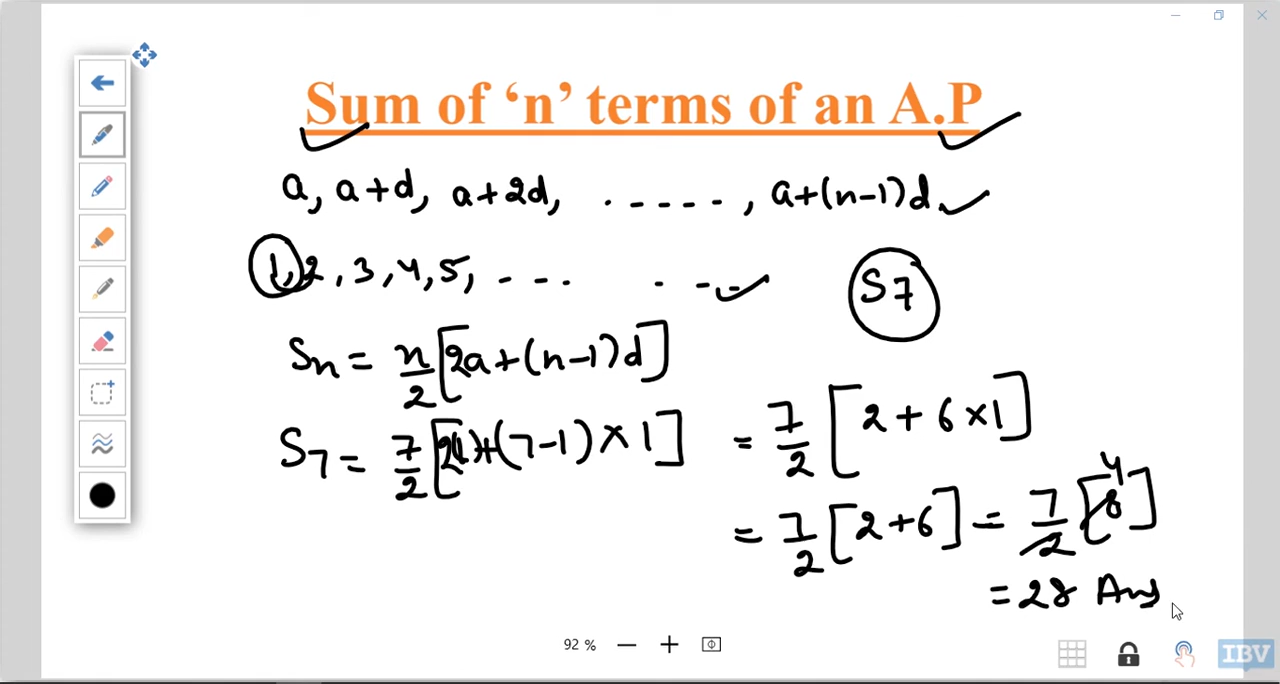 Sum of ‘n’ terms of an A.P
a, a+d, a+2d, ......, a+(n-1)d
1, 2, 3, 4, 5, ... ...
S7
Sn = n/2 [2a+(n-1)d]
S7 = 7/2 [2(1)+(7-1)×1] = 7/2 [2+6×1]
= 7/2 [2+6] = 7/2 [8] 4
= 28 Ans
92 %
IBV